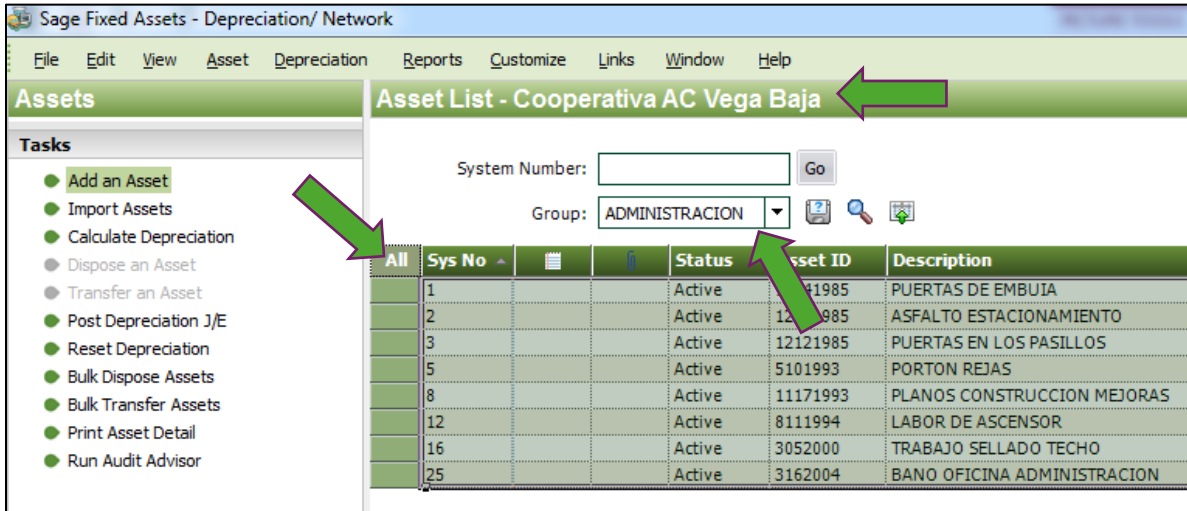 Sage Fixed Assets - Depreciation/ Network
File Edit View Asset Depreciation Reports Customize Links Window Help
Assets
Asset List - Cooperativa AC Vega Baja
Tasks
Add an Asset
Import Assets
Calculate Depreciation
Dispose an Asset
Transfer an Asset
Post Depreciation J/E
Reset Depreciation
Bulk Dispose Assets
Bulk Transfer Assets
Print Asset Detail
Run Audit Advisor
System Number: Go
Group: ADMINISTRACION
All Sys No Status Asset ID Description
1 Active PUERTAS DE EMBUIA
2 Active ASFALTO ESTACIONAMIENTO
3 Active 12121985 PUERTAS EN LOS PASILLOS
5 Active 5101993 PORTON REJAS
8 Active 11171993 PLANOS CONSTRUCCION MEJORAS
12 Active 8111994 LABOR DE ASCENSOR
16 Active 3052000 TRABAJO SELLADO TECHO
25 Active 3162004 BANO OFICINA ADMINISTRACION